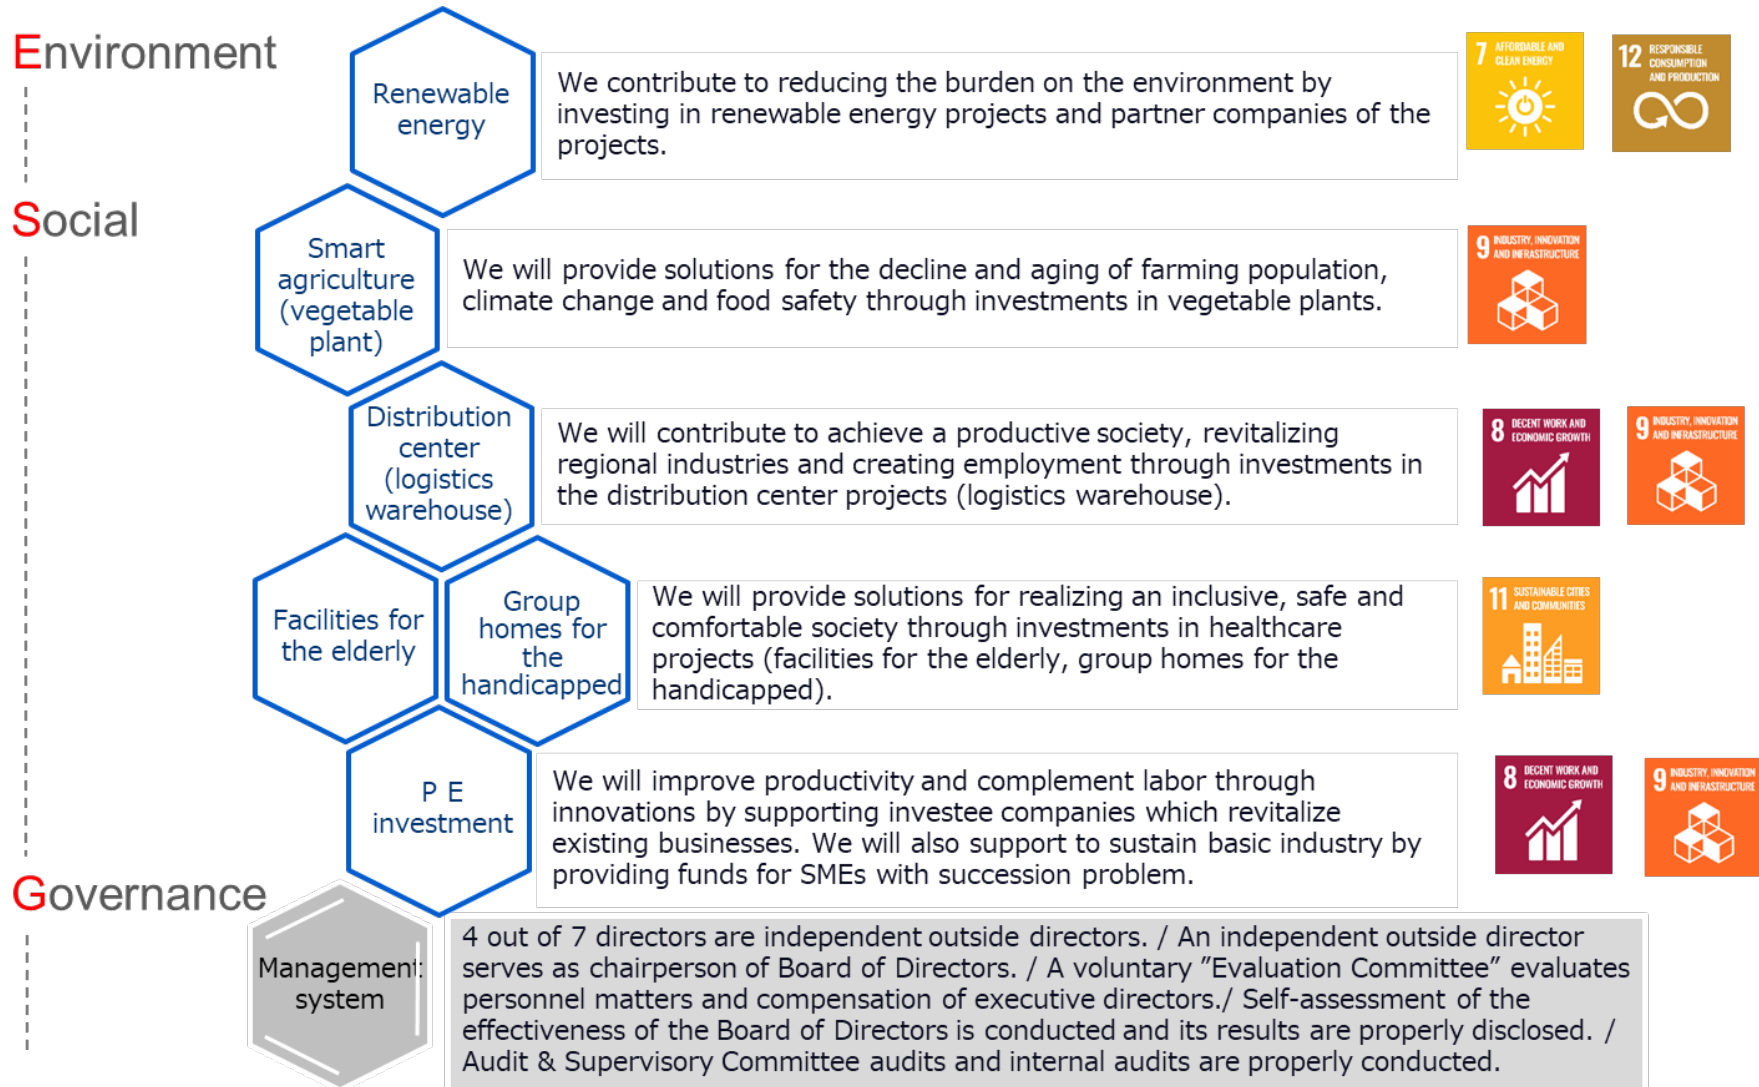 Environment
Renewable
energy
We contribute to reducing the burden on the environment by
investing in renewable energy projects and partner companies of the
projects.
7 AFFORDABLE AND
CLEAN ENERGY
12 RESPONSIBLE
CONSUMPTION
AND PRODUCTION
Social
Smart
agriculture
(vegetable
plant)
We will provide solutions for the decline and aging of farming population,
climate change and food safety through investments in vegetable plants.
9 INDUSTRY, INNOVATION
AND INFRASTRUCTURE
Distribution
center
(logistics
warehouse)
We will contribute to achieve a productive society, revitalizing
regional industries and creating employment through investments in
the distribution center projects (logistics warehouse).
8 DECENT WORK AND
ECONOMIC GROWTH
9 INDUSTRY, INNOVATION
AND INFRASTRUCTURE
Facilities for
the elderly
Group
homes for
the
handicapped
We will provide solutions for realizing an inclusive, safe and
comfortable society through investments in healthcare
projects (facilities for the elderly, group homes for the
handicapped).
11 SUSTAINABLE CITIES
AND COMMUNITIES
P E
investment
We will improve productivity and complement labor through
innovations by supporting investee companies which revitalize
existing businesses. We will also support to sustain basic industry by
providing funds for SMEs with succession problem.
8 DECENT WORK AND
ECONOMIC GROWTH
9 INDUSTRY, INNOVATION
AND INFRASTRUCTURE
Governance
Management
system
4 out of 7 directors are independent outside directors. / An independent outside director
serves as chairperson of Board of Directors. / A voluntary ”Evaluation Committee” evaluates
personnel matters and compensation of executive directors./ Self-assessment of the
effectiveness of the Board of Directors is conducted and its results are properly disclosed. /
Audit & Supervisory Committee audits and internal audits are properly conducted.